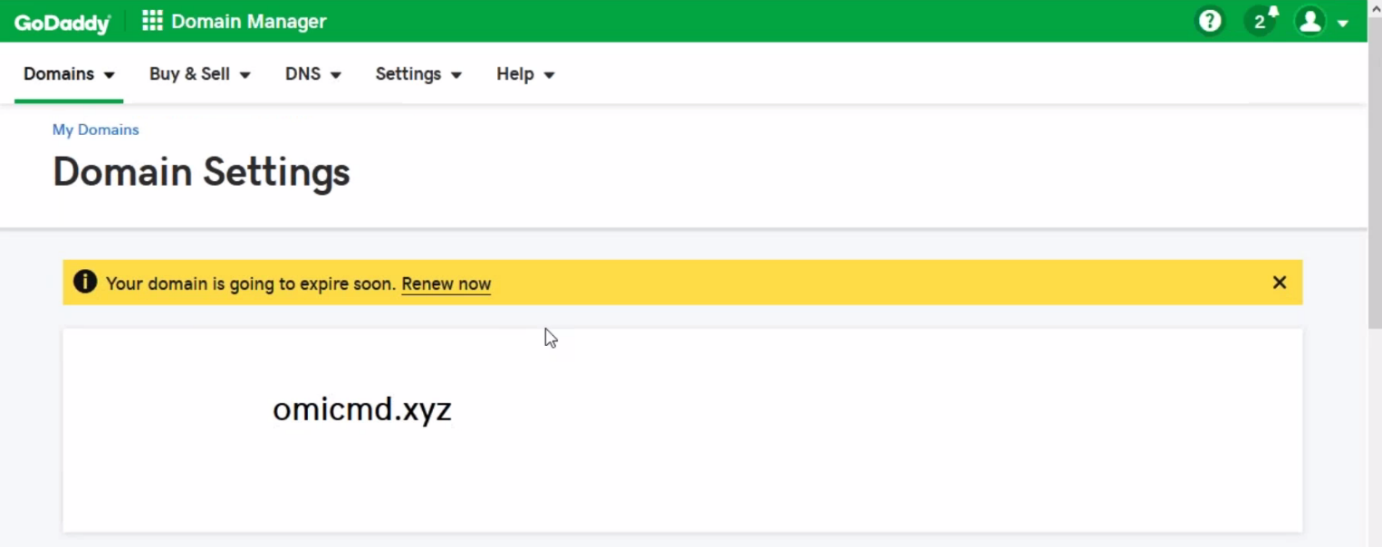 GoDaddy Domain Manager ? 2
Domains Buy & Sell DNS Settings Help
My Domains
Domain Settings
i Your domain is going to expire soon. Renew now ×
omicmd.xyz